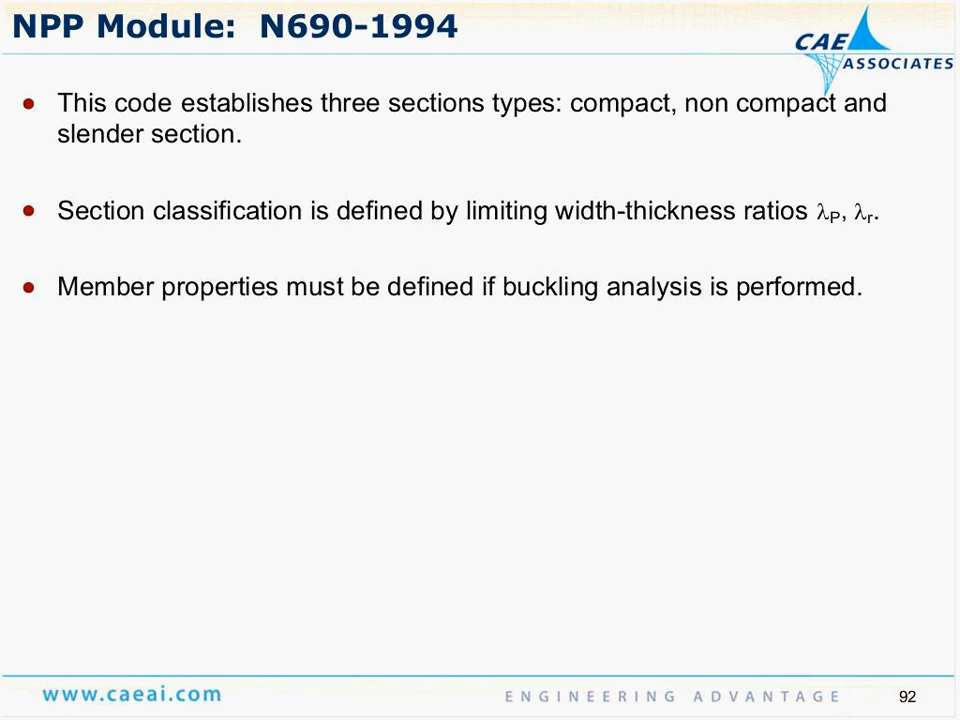 NPP Module: N690-1994
CAE
ASSOCIATES
• This code establishes three sections types: compact, non compact and
slender section.
• Section classification is defined by limiting width-thickness ratios λP, λr.
• Member properties must be defined if buckling analysis is performed.
www.caeai.com
ENGINEERING ADVANTAGE
92